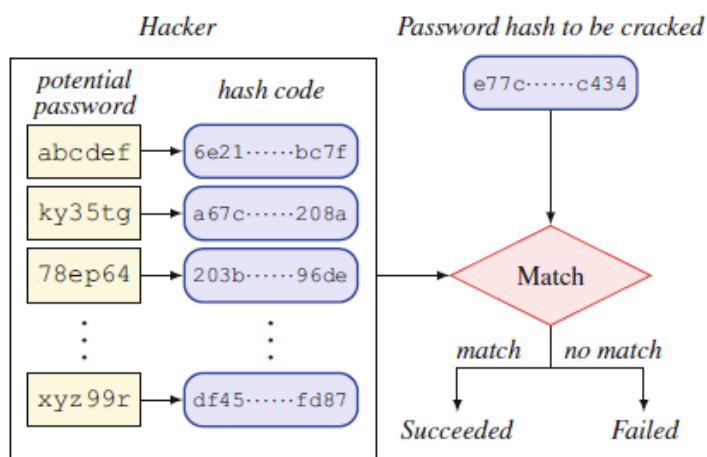 Hacker
Password hash to be cracked
potential
password
hash code
e77c······c434
abcdef
6e21······bc7f
ky35tg
a67c······208a
78ep64
203b······96de
Match
match
no match
xyz99r
df45······fd87
Succeeded
Failed